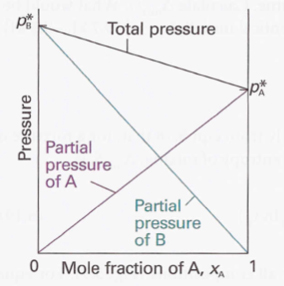 p*B
Total pressure
p*A
Pressure
Partial
pressure
of A
Partial
pressure
of B
0
Mole fraction of A, xA
1